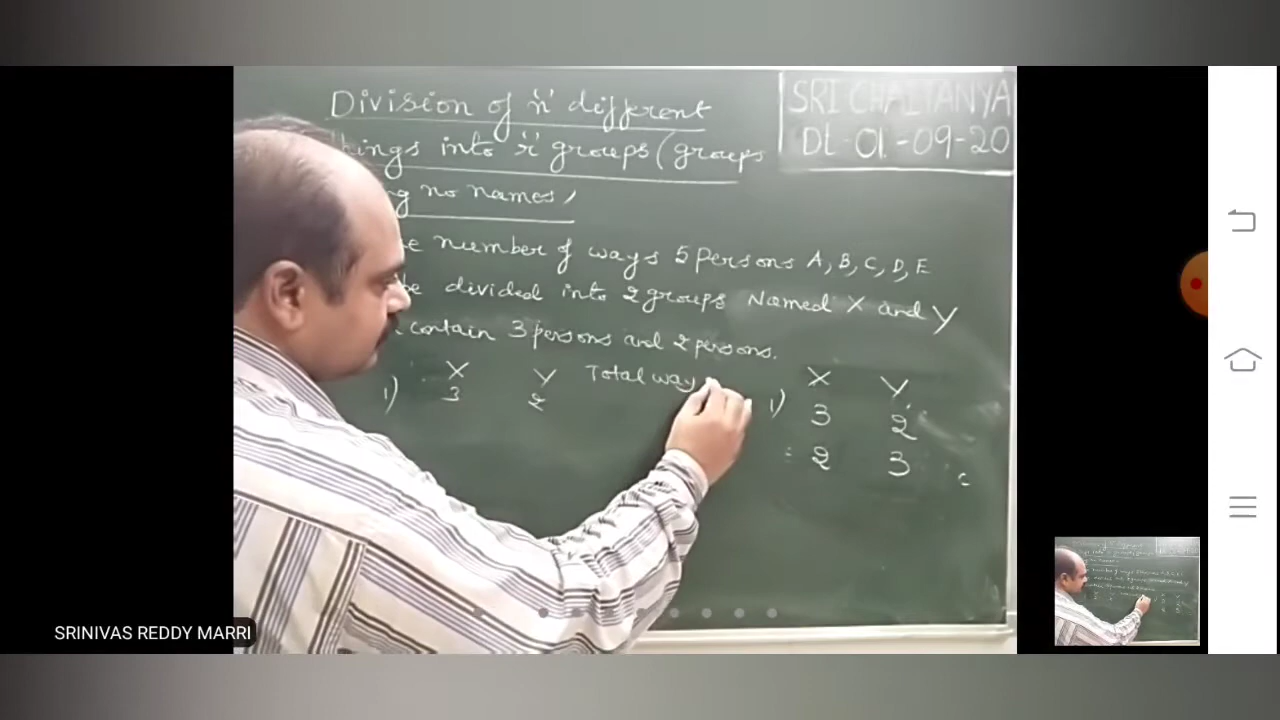 Division of "n" different
things into "r" groups (groups
no names)
SRI CHAITANYA
Dt-01-09-20
number of ways 5 persons A, B, C, D, E
be divided into 2 groups Named X and Y
contain 3 persons and 2 persons.
X Y Total way
1) 3 2
X Y
1) 3 2
2 3
SRINIVAS REDDY MARRI